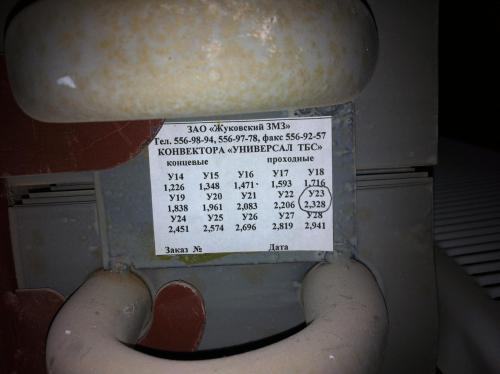 ЗАО «Жуковский ЗМЗ»
Тел. 556-98-94, 556-97-78, факс 556-92-57
КОНВЕКТОРА «УНИВЕРСАЛ ТБС»
концевые проходные
У14 У15 У16 У17 У18
1,226 1,348 1,471 1,593 1,716
У19 У20 У21 У22 У23
1,838 1,961 2,083 2,206 2,328
У24 У25 У26 У27 У28
2,451 2,574 2,696 2,819 2,941
Заказ № Дата